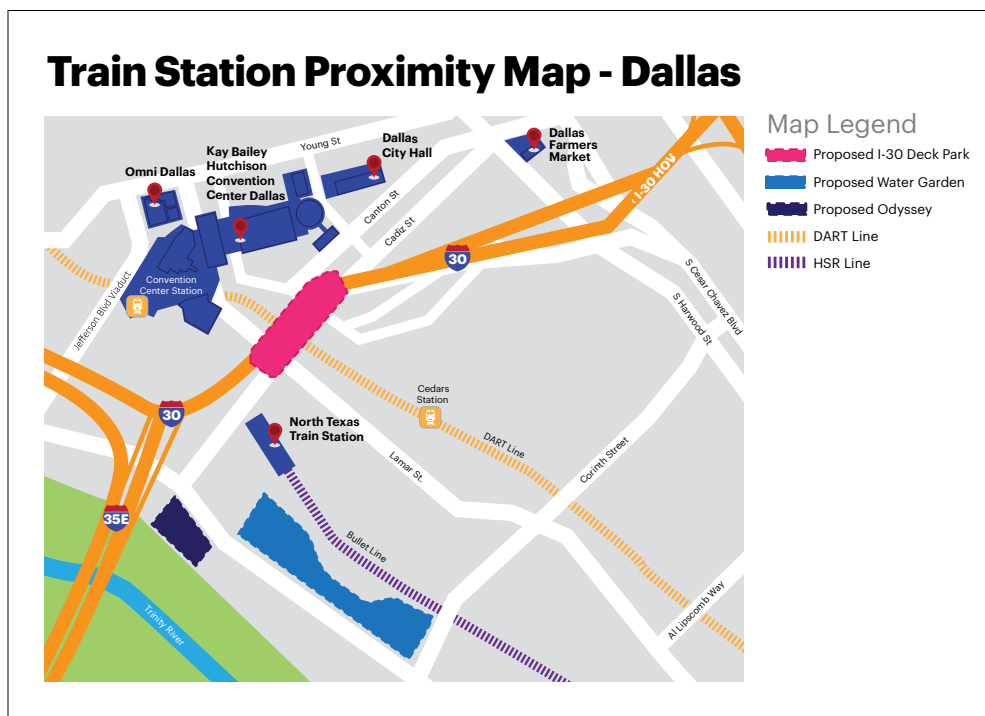 Train Station Proximity Map - Dallas
Map Legend
Proposed I-30 Deck Park
Proposed Water Garden
Proposed Odyssey
DART Line
HSR Line
Young St
Dallas
City Hall
Dallas
Farmers
Market
Kay Bailey
Hutchison
Convention
Center Dallas
Omni Dallas
Canton St
Cadiz St
‹ I-30 HOV
30
S Cesar Chavez Blvd
S Harwood St
Convention
Center Station
Jefferson Blvd Viaduct
30
Cedars
Station
North Texas
Train Station
DART Line
Lamar St.
Corinth Street
35E
Bullet Line
Trinity River
Al Lipscomb Way